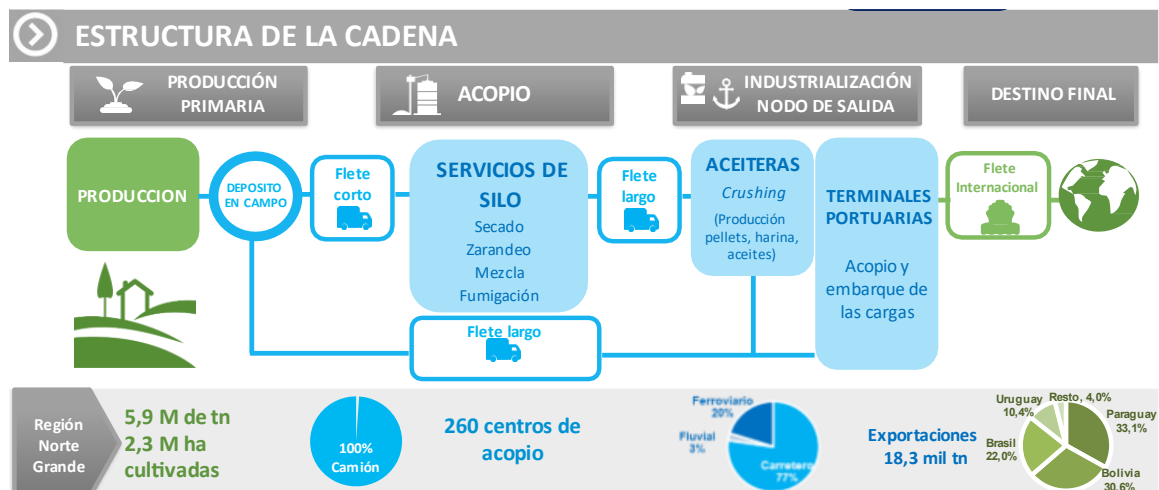 ESTRUCTURA DE LA CADENA
PRODUCCIÓN
PRIMARIA
ACOPIO
INDUSTRIALIZACIÓN
NODO DE SALIDA
DESTINO FINAL
PRODUCCION
DEPOSITO
EN CAMPO
Flete
corto
SERVICIOS DE
SILO
Secado
Zarandeo
Mezcla
Fumigación
Flete
largo
ACEITERAS
Crushing
(Producción
pellets, harina,
aceites)
TERMINALES
PORTUARIAS
Acopio y
embarque de
las cargas
Flete
Internacional
Flete largo
Región
Norte
Grande
5,9 M de tn
2,3 M ha
cultivadas
100%
Camión
260 centros de
acopio
Ferroviario
20%
Fluvial
3%
Carretero
77%
Exportaciones
18,3 mil tn
Uruguay
10,4%
Resto, 4,0%
Paraguay
33,1%
Brasil
22,0%
Bolivia
30,6%